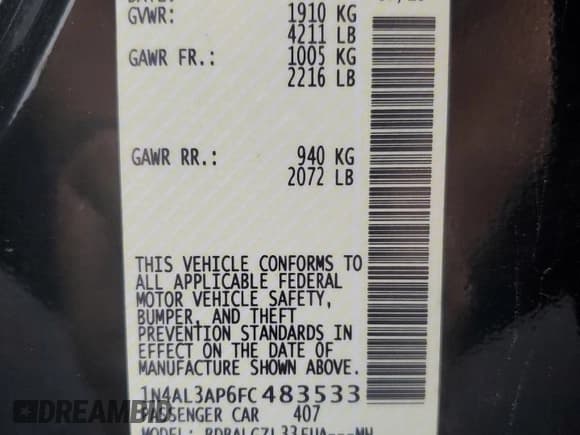 GVWR: 1910 KG
4211 LB
GAWR FR.: 1005 KG
2216 LB
GAWR RR.: 940 KG
2072 LB
THIS VEHICLE CONFORMS TO
ALL APPLICABLE FEDERAL
MOTOR VEHICLE SAFETY,
BUMPER, AND THEFT
PREVENTION STANDARDS IN
EFFECT ON THE DATE OF
MANUFACTURE SHOWN ABOVE.
1N4AL3AP6FC483533
PASSENGER CAR 407
MODEL:
DREAMBID